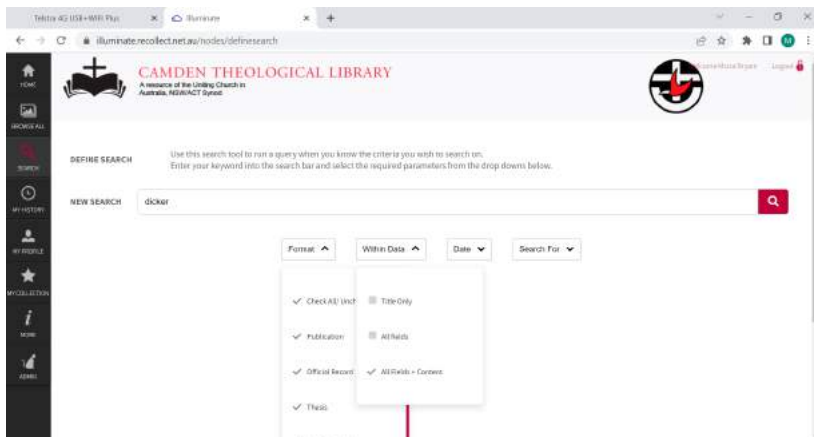 Telstra 4G USB+WiFi Plus
Illuminate
illuminate.recollect.net.au/nodes/definesearch
M
HOME
BROWSE ALL
SEARCH
MY HISTORY
MY PROFILE
MY COLLECTION
MORE
ADMIN
CAMDEN THEOLOGICAL LIBRARY
A resource of the Uniting Church in
Australia, NSW/ACT Synod
Logout
DEFINE SEARCH
Use this search tool to run a query when you know the criteria you wish to search on.
Enter your keyword into the search bar and select the required parameters from the drop downs below.
NEW SEARCH
dicker
Format
Within Data
Date
Search For
Check All/ Unch
Publication
Official Record
Thesis
Title Only
All fields
All Fields + Content